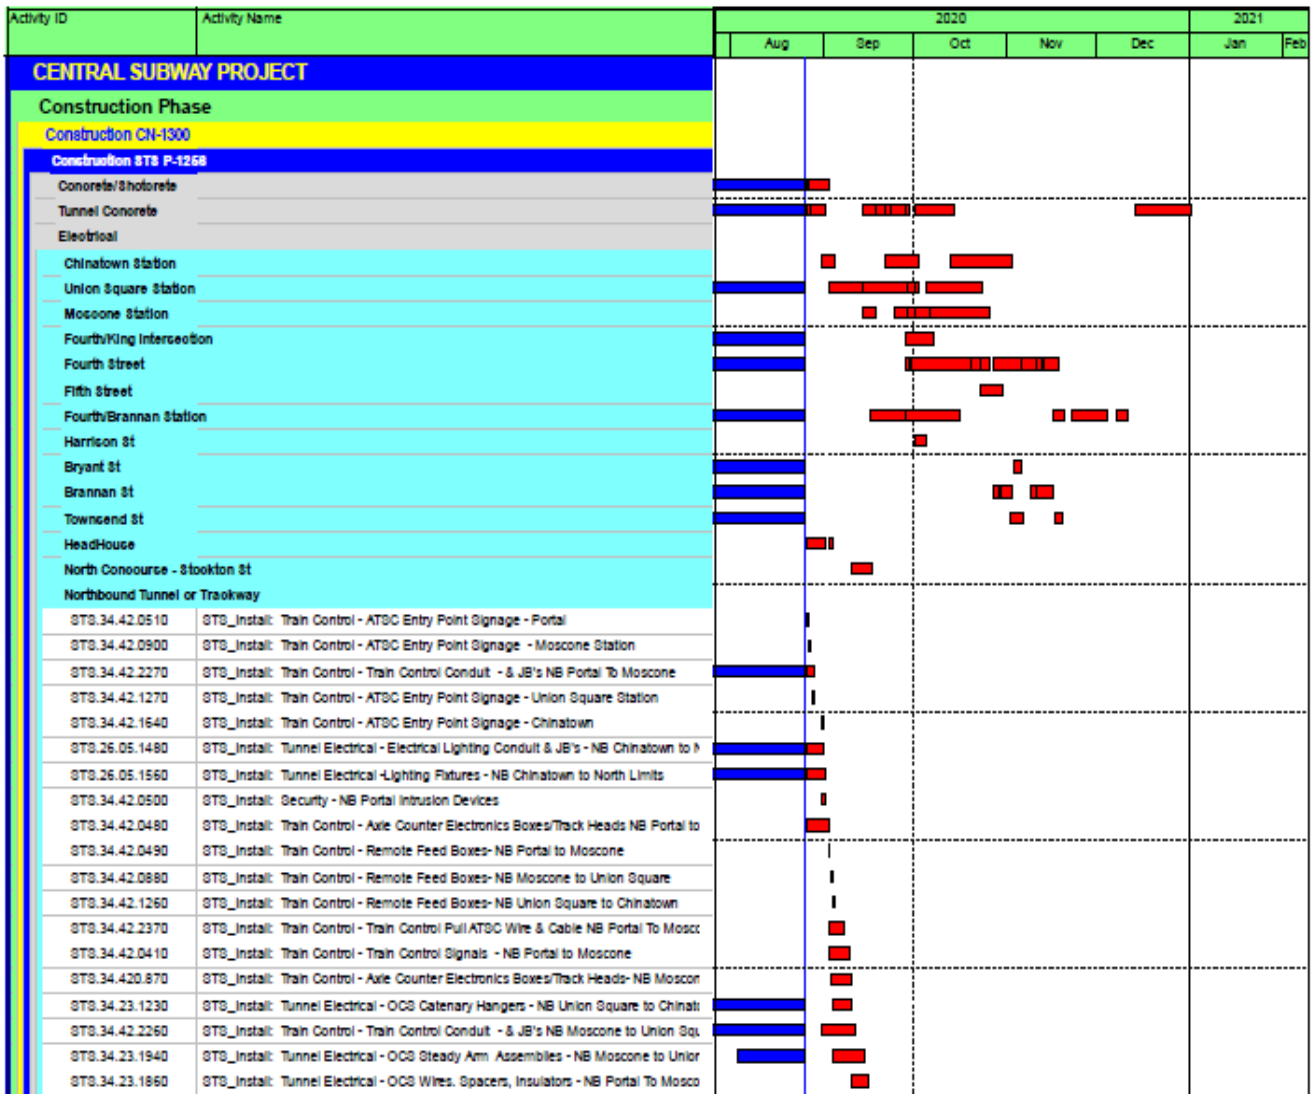 Activity ID Activity Name 2020 2021
Aug Sep Oct Nov Dec Jan Feb
CENTRAL SUBWAY PROJECT
Construction Phase
Construction CN-1300
Construction STS P-1256
Concrete/Shotcrete
Tunnel Concrete
Electrical
Chinatown Station
Union Square Station
Moscone Station
Fourth/King Intersection
Fourth Street
Fifth Street
Fourth/Brannan Station
Harrison St
Bryant St
Brannan St
Townsend St
HeadHouse
North Concourse - Stockton St
Northbound Tunnel or Trackway
STS.34.42.0510 STS_Install: Train Control - ATSC Entry Point Signage - Portal
STS.34.42.0900 STS_Install: Train Control - ATSC Entry Point Signage - Moscone Station
STS.34.42.2270 STS_Install: Train Control - Train Control Conduit - & JB's NB Portal To Moscone
STS.34.42.1270 STS_Install: Train Control - ATSC Entry Point Signage - Union Square Station
STS.34.42.1640 STS_Install: Train Control - ATSC Entry Point Signage - Chinatown
STS.26.05.1480 STS_Install: Tunnel Electrical - Electrical Lighting Conduit & JB's - NB Chinatown to N
STS.26.05.1560 STS_Install: Tunnel Electrical -Lighting Fixtures - NB Chinatown to North Limits
STS.34.42.0500 STS_Install: Security - NB Portal Intrusion Devices
STS.34.42.0480 STS_Install: Train Control - Axle Counter Electronics Boxes/Track Heads NB Portal to
STS.34.42.0490 STS_Install: Train Control - Remote Feed Boxes- NB Portal to Moscone
STS.34.42.0880 STS_Install: Train Control - Remote Feed Boxes- NB Moscone to Union Square
STS.34.42.1260 STS_Install: Train Control - Remote Feed Boxes- NB Union Square to Chinatown
STS.34.42.2370 STS_Install: Train Control - Train Control Pull ATSC Wire & Cable NB Portal To Mosco
STS.34.42.0410 STS_Install: Train Control - Train Control Signals - NB Portal to Moscone
STS.34.420.870 STS_Install: Train Control - Axle Counter Electronics Boxes/Track Heads- NB Moscon
STS.34.23.1230 STS_Install: Tunnel Electrical - OCS Catenary Hangers - NB Union Square to Chinat
STS.34.42.2260 STS_Install: Train Control - Train Control Conduit - & JB's NB Moscone to Union Squ
STS.34.23.1940 STS_Install: Tunnel Electrical - OCS Steady Arm Assemblies - NB Moscone to Union
STS.34.23.1860 STS_Install: Tunnel Electrical - OCS Wires. Spacers, Insulators - NB Portal To Mosco